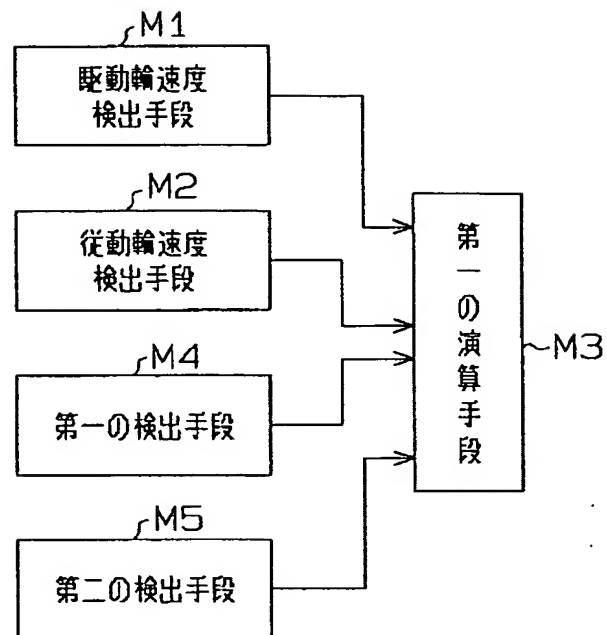 M1
駆動輪速度
検出手段
M2
従動輪速度
検出手段
M4
第一の検出手段
M5
第二の検出手段
第一の演算手段
M3